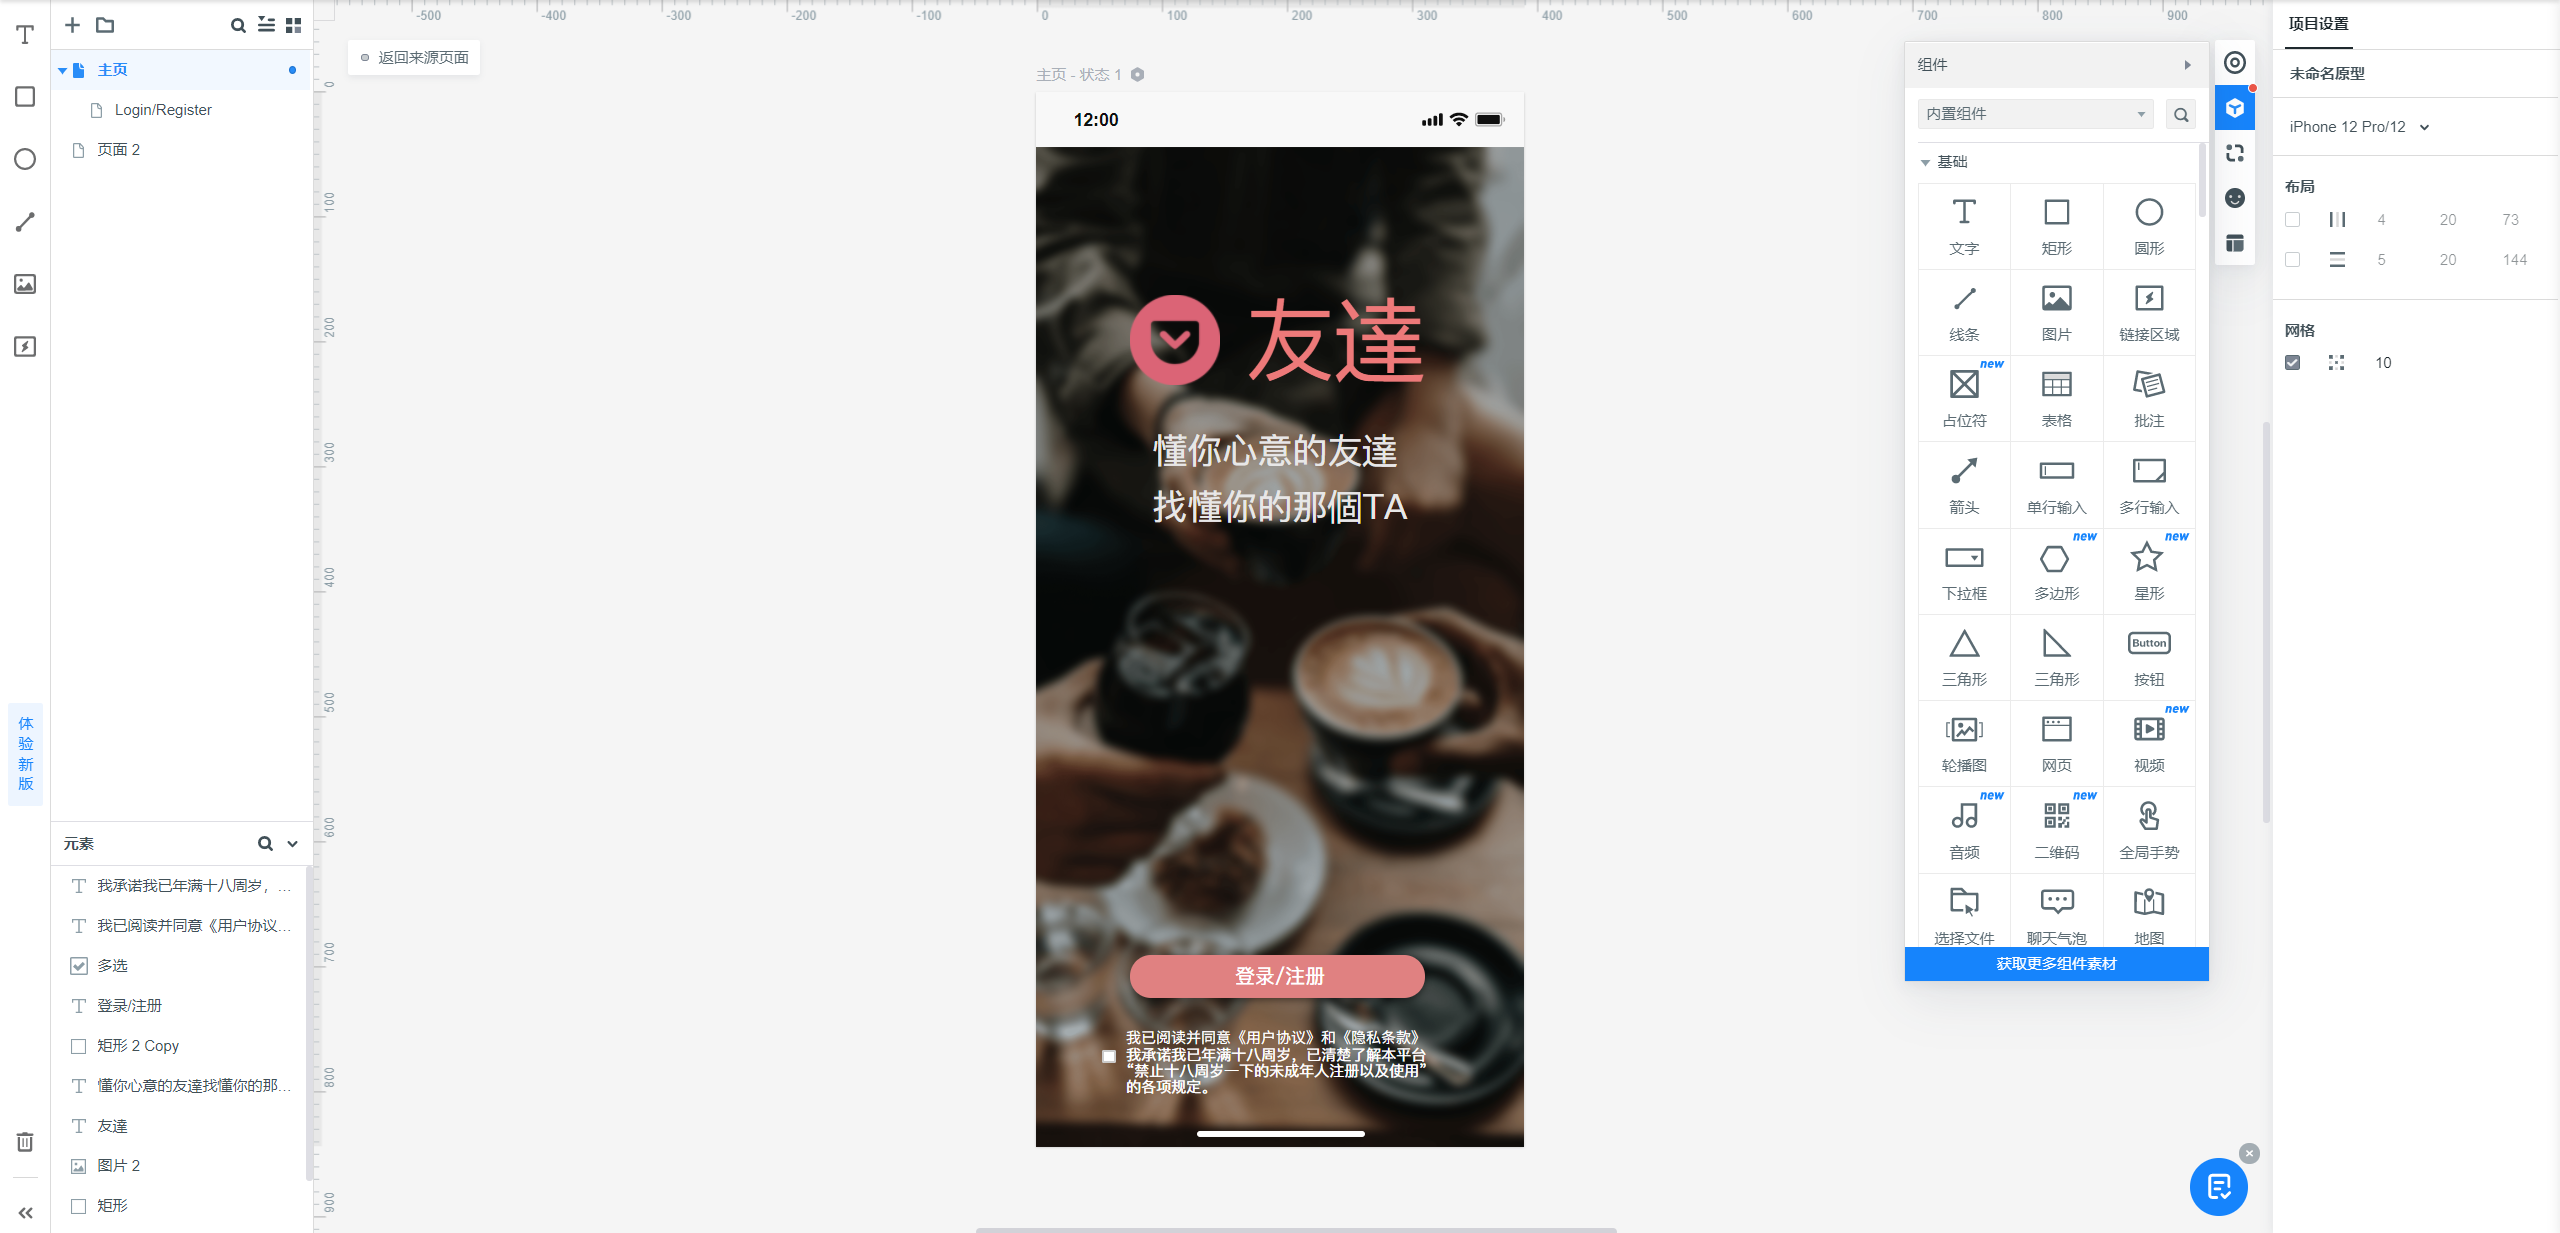 -500 -400 -300 -200 -100 0 100 200 300 400 500 600 700 800 900
0
100
200
300
400
500
600
700
800
900
主页
Login/Register
页面 2
体
验
新
版
元素
我承诺我已年满十八周岁，...
我已阅读并同意《用户协议...
多选
登录/注册
矩形 2 Copy
懂你心意的友達找懂你的那...
友達
图片 2
矩形
返回来源页面
主页 - 状态 1
12:00
友達
懂你心意的友達
找懂你的那個TA
登录/注册
我已阅读并同意《用户协议》和《隐私条款》
我承诺我已年满十八周岁，已清楚了解本平台
“禁止十八周岁一下的未成年人注册以及使用”
的各项规定。
组件
内置组件
基础
文字 矩形 圆形
线条 图片 链接区域
new
占位符 表格 批注
箭头 单行输入 多行输入
new new
下拉框 多边形 星形
Button
三角形 三角形 按钮
new
轮播图 网页 视频
new new
音频 二维码 全局手势
选择文件 聊天气泡 地图
获取更多组件素材
项目设置
未命名原型
iPhone 12 Pro/12
布局
4 20 73
5 20 144
网格
10